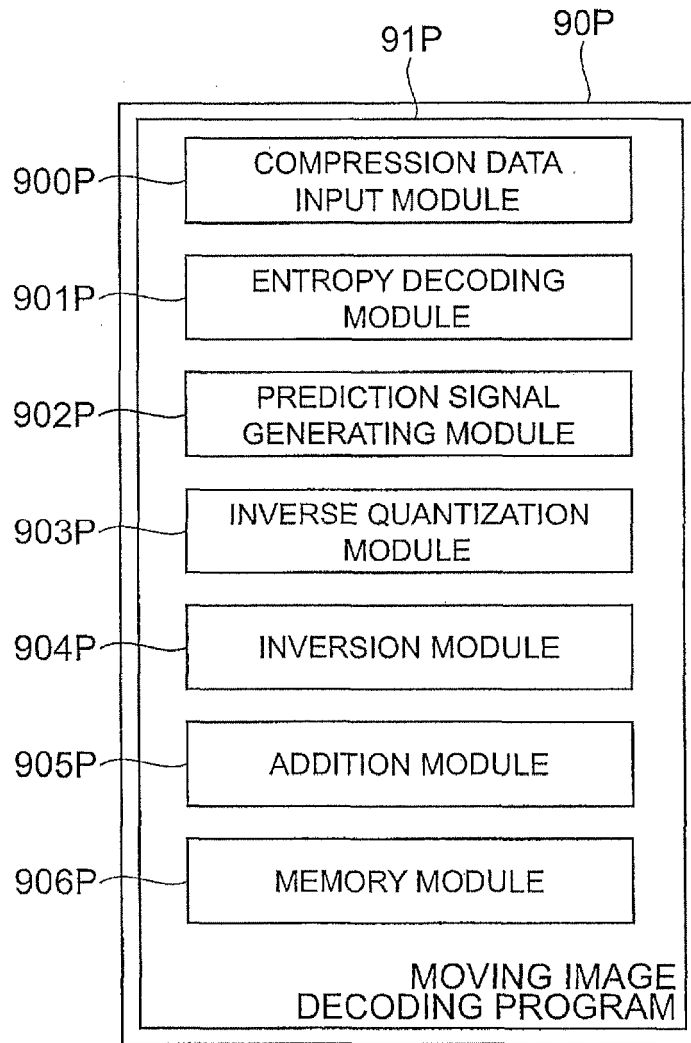 91P
90P
900P
COMPRESSION DATA
INPUT MODULE
901P
ENTROPY DECODING
MODULE
902P
PREDICTION SIGNAL
GENERATING MODULE
903P
INVERSE QUANTIZATION
MODULE
904P
INVERSION MODULE
905P
ADDITION MODULE
906P
MEMORY MODULE
MOVING IMAGE
DECODING PROGRAM